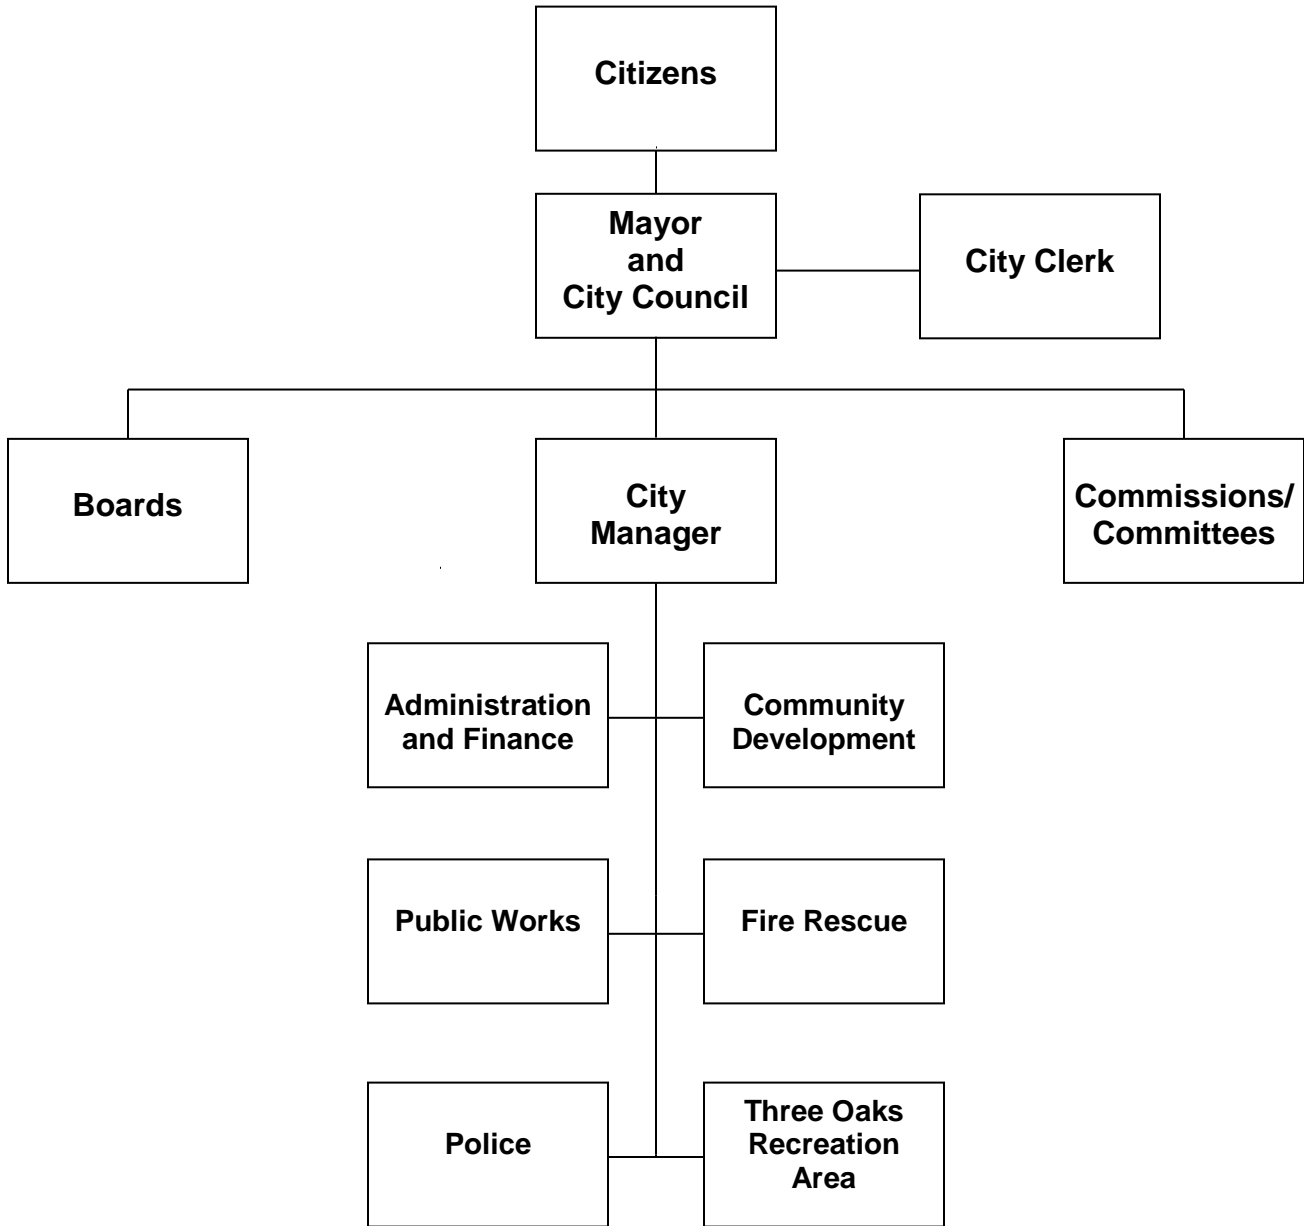 Citizens
Mayor
and
City Council
City Clerk
Boards
City
Manager
Commissions/
Committees
Administration
and Finance
Community
Development
Public Works
Fire Rescue
Police
Three Oaks
Recreation
Area